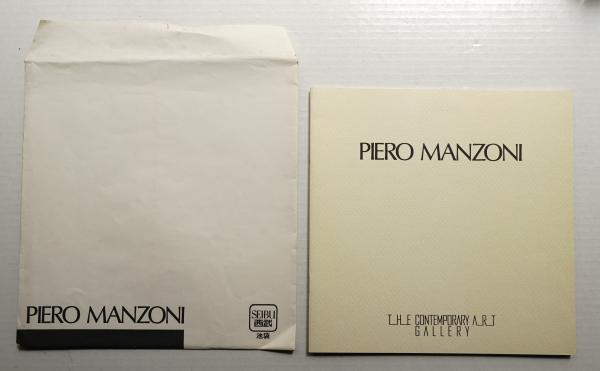 PIERO MANZONI
SEIBU
西武
池袋
PIERO MANZONI
THE CONTEMPORARY ART
GALLERY